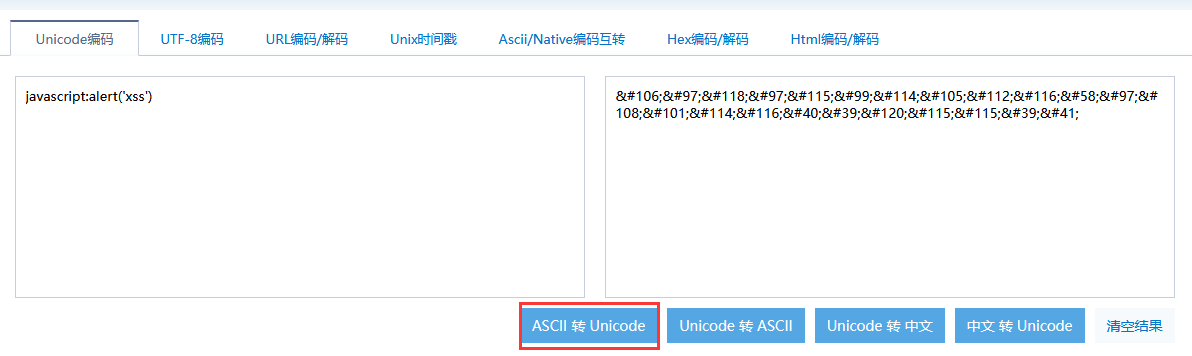 Unicode编码 UTF-8编码 URL编码/解码 Unix时间戳 Ascii/Native编码互转 Hex编码/解码 Html编码/解码
javascript:alert('xss')
&#106;&#97;&#118;&#97;&#115;&#99;&#114;&#105;&#112;&#116;&#58;&#97;&#
108;&#101;&#114;&#116;&#40;&#39;&#120;&#115;&#115;&#39;&#41;
ASCII 转 Unicode Unicode 转 ASCII Unicode 转 中文 中文 转 Unicode 清空结果